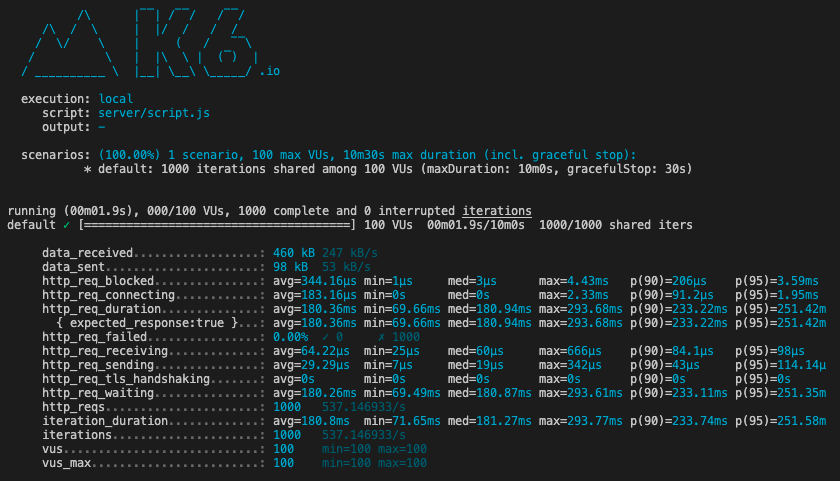 /\      |‾‾| /‾‾/   /‾‾/
/\  /  \     |  |/  /   /  /
/  \/    \    |     (   /   ‾‾\
/          \   |  |\  \ |  (‾)  |
/ __________ \  |__| \__\ \_____/ .io
execution: local
script: server/script.js
output: -
scenarios: (100.00%) 1 scenario, 100 max VUs, 10m30s max duration (incl. graceful stop):
* default: 1000 iterations shared among 100 VUs (maxDuration: 10m0s, gracefulStop: 30s)
running (00m01.9s), 000/100 VUs, 1000 complete and 0 interrupted iterations
default ✓ [======================================] 100 VUs  00m01.9s/10m0s  1000/1000 shared iters
data_received..................: 460 kB 247 kB/s
data_sent......................: 98 kB  53 kB/s
http_req_blocked...............: avg=344.16µs min=1µs     med=3µs      max=4.43ms   p(90)=206µs    p(95)=3.59ms
http_req_connecting............: avg=183.16µs min=0s      med=0s       max=2.33ms   p(90)=91.2µs   p(95)=1.95ms
http_req_duration..............: avg=180.36ms min=69.66ms med=180.94ms max=293.68ms p(90)=233.22ms p(95)=251.42m
{ expected_response:true }...: avg=180.36ms min=69.66ms med=180.94ms max=293.68ms p(90)=233.22ms p(95)=251.42m
http_req_failed................: 0.00%  ✓ 0     ✗ 1000
http_req_receiving.............: avg=64.22µs  min=25µs    med=60µs     max=666µs    p(90)=84.1µs   p(95)=98µs
http_req_sending...............: avg=29.29µs  min=7µs     med=19µs     max=342µs    p(90)=43µs     p(95)=114.14µ
http_req_tls_handshaking.......: avg=0s       min=0s      med=0s       max=0s       p(90)=0s       p(95)=0s
http_req_waiting...............: avg=180.26ms min=69.49ms med=180.87ms max=293.61ms p(90)=233.11ms p(95)=251.35m
http_reqs......................: 1000   537.146933/s
iteration_duration.............: avg=180.8ms  min=71.65ms med=181.27ms max=293.77ms p(90)=233.74ms p(95)=251.58m
iterations.....................: 1000   537.146933/s
vus............................: 100    min=100 max=100
vus_max........................: 100    min=100 max=100